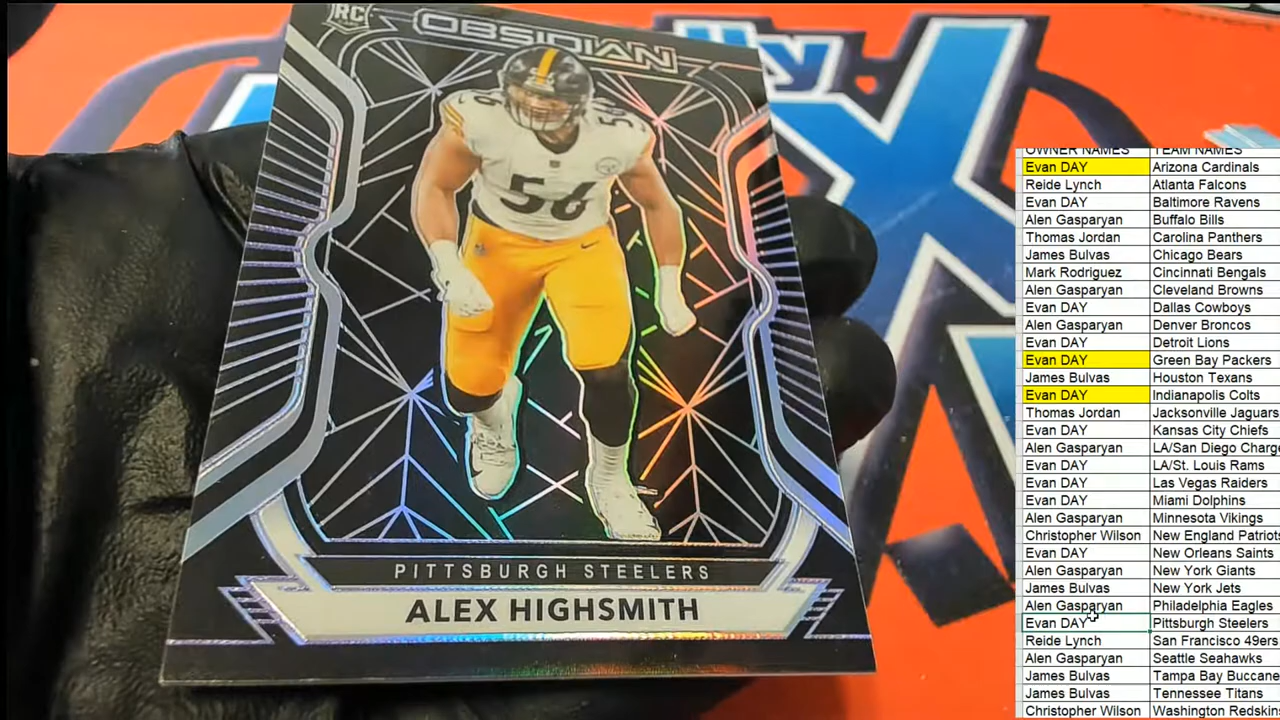 RC
OBSIDIAN
lly
56
56
56
PITTSBURGH STEELERS
ALEX HIGHSMITH
OWNER NAMES TEAM NAMES
Evan DAY Arizona Cardinals
Reide Lynch Atlanta Falcons
Evan DAY Baltimore Ravens
Alen Gasparyan Buffalo Bills
Thomas Jordan Carolina Panthers
James Bulvas Chicago Bears
Mark Rodriguez Cincinnati Bengals
Alen Gasparyan Cleveland Browns
Evan DAY Dallas Cowboys
Alen Gasparyan Denver Broncos
Evan DAY Detroit Lions
Evan DAY Green Bay Packers
James Bulvas Houston Texans
Evan DAY Indianapolis Colts
Thomas Jordan Jacksonville Jaguars
Evan DAY Kansas City Chiefs
Alen Gasparyan LA/San Diego Charge
Evan DAY LA/St. Louis Rams
Evan DAY Las Vegas Raiders
Evan DAY Miami Dolphins
Alen Gasparyan Minnesota Vikings
Christopher Wilson New England Patriots
Evan DAY New Orleans Saints
Alen Gasparyan New York Giants
James Bulvas New York Jets
Alen Gasparyan Philadelphia Eagles
Evan DAY Pittsburgh Steelers
Reide Lynch San Francisco 49ers
Alen Gasparyan Seattle Seahawks
James Bulvas Tampa Bay Buccane
James Bulvas Tennessee Titans
Christopher Wilson Washington Redskin